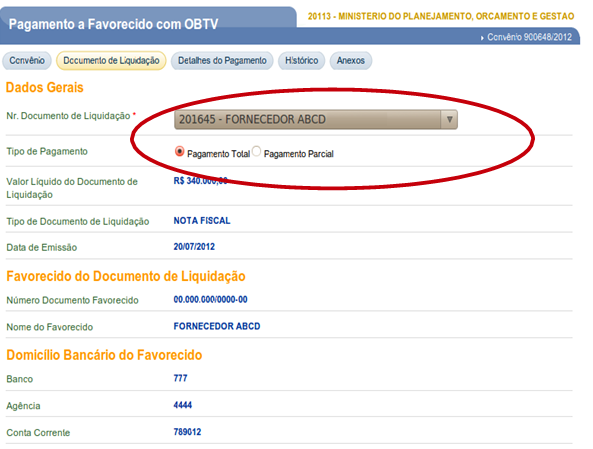 Pagamento a Favorecido com OBTV
20113 - MINISTERIO DO PLANEJAMENTO, ORCAMENTO E GESTAO
Convênio 900648/2012
Convênio Documento de Liquidação Detalhes do Pagamento Histórico Anexos
Dados Gerais
Nr. Documento de Liquidação * 201645 - FORNECEDOR ABCD
Tipo de Pagamento Pagamento Total Pagamento Parcial
Valor Líquido do Documento de Liquidação R$ 340.000,00
Tipo de Documento de Liquidação NOTA FISCAL
Data de Emissão 20/07/2012
Favorecido do Documento de Liquidação
Número Documento Favorecido 00.000.000/0000-00
Nome do Favorecido FORNECEDOR ABCD
Domicílio Bancário do Favorecido
Banco 777
Agência 4444
Conta Corrente 789012